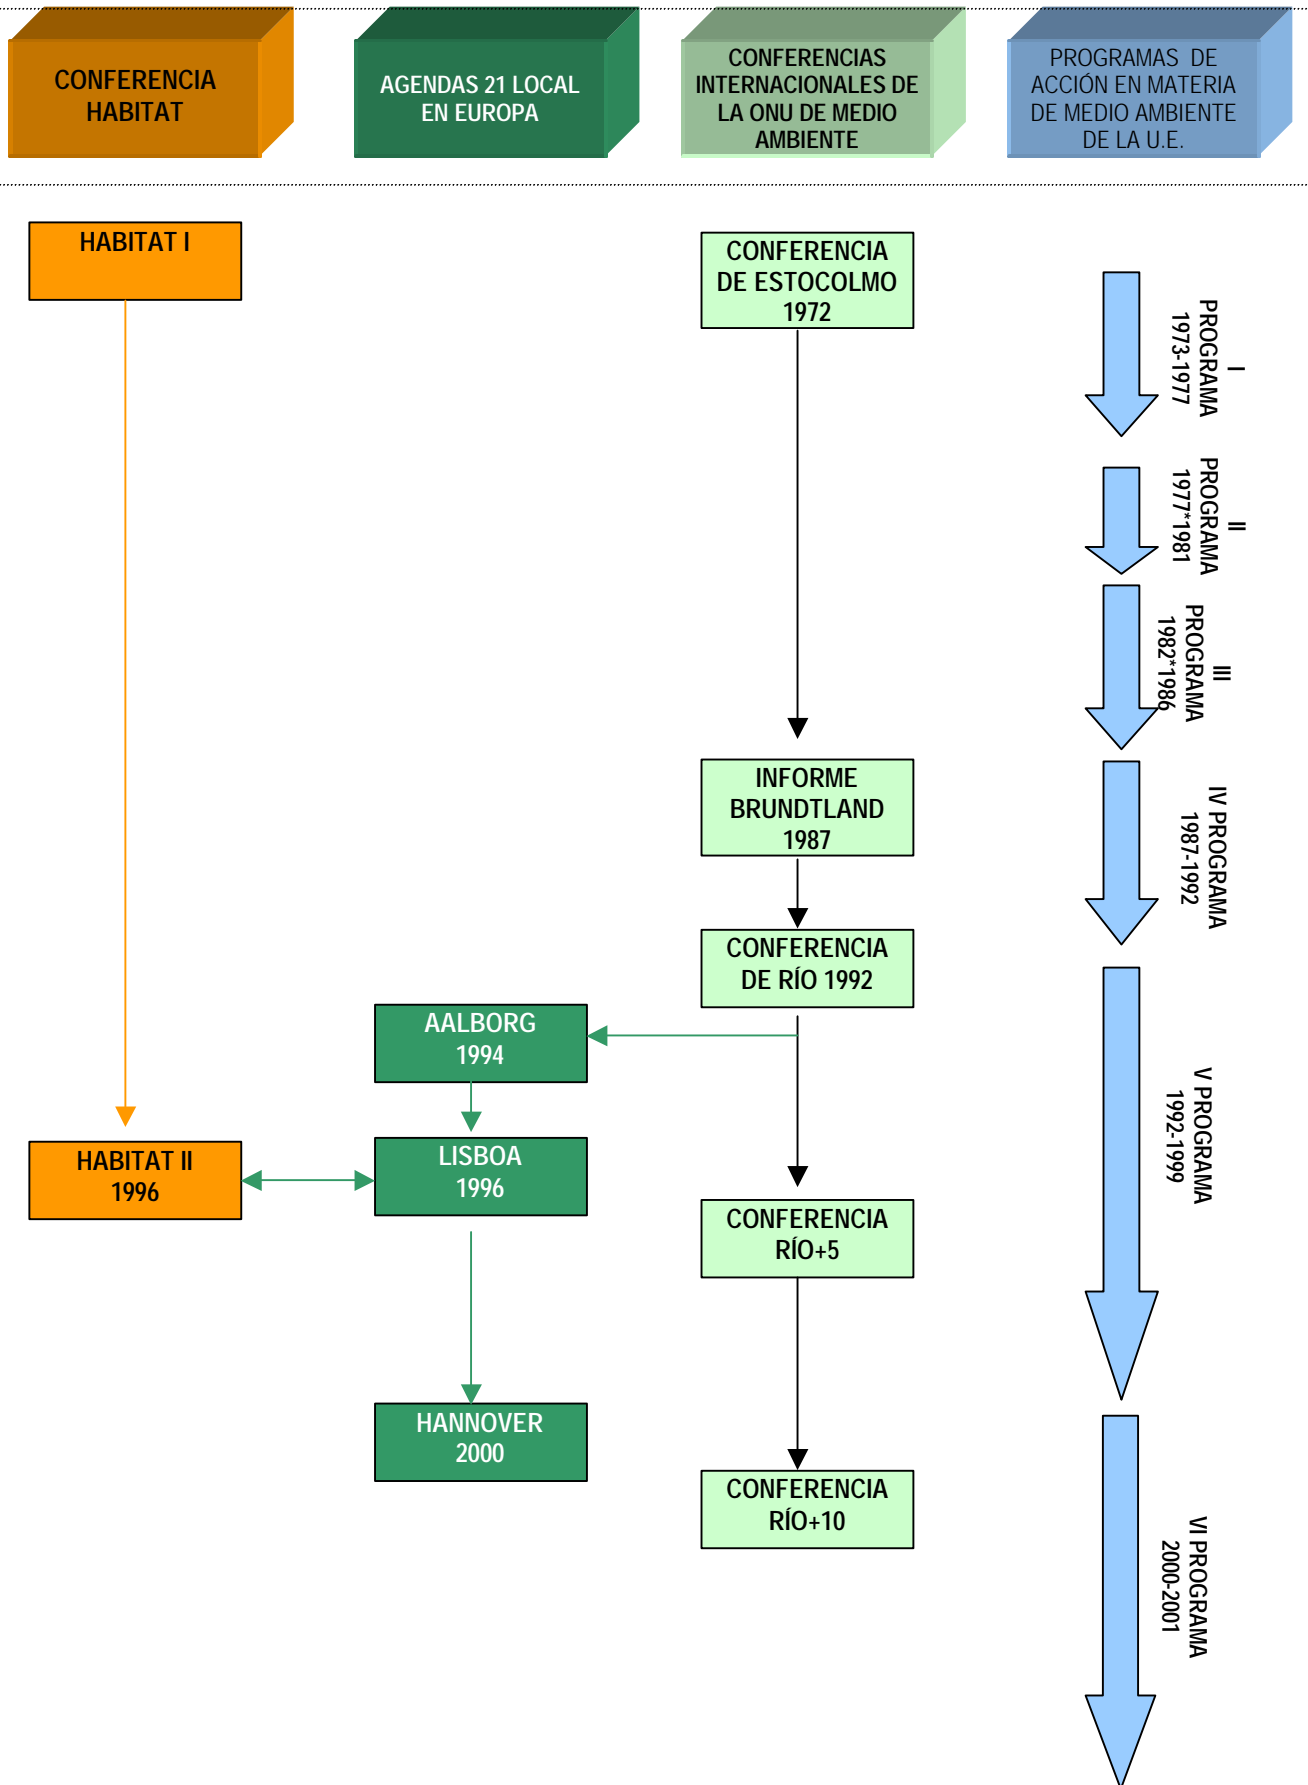 CONFERENCIA
HABITAT
AGENDAS 21 LOCAL
EN EUROPA
CONFERENCIAS
INTERNACIONALES DE
LA ONU DE MEDIO
AMBIENTE
PROGRAMAS DE
ACCIÓN EN MATERIA
DE MEDIO AMBIENTE
DE LA U.E.
HABITAT I
CONFERENCIA
DE ESTOCOLMO
1972
I
PROGRAMA
1973-1977
II
PROGRAMA
1977*1981
III
PROGRAMA
1982*1986
INFORME
BRUNDTLAND
1987
IV PROGRAMA
1987-1992
CONFERENCIA
DE RÍO 1992
AALBORG
1994
V PROGRAMA
1992-1999
HABITAT II
1996
LISBOA
1996
CONFERENCIA
RÍO+5
HANNOVER
2000
CONFERENCIA
RÍO+10
VI PROGRAMA
2000-2001